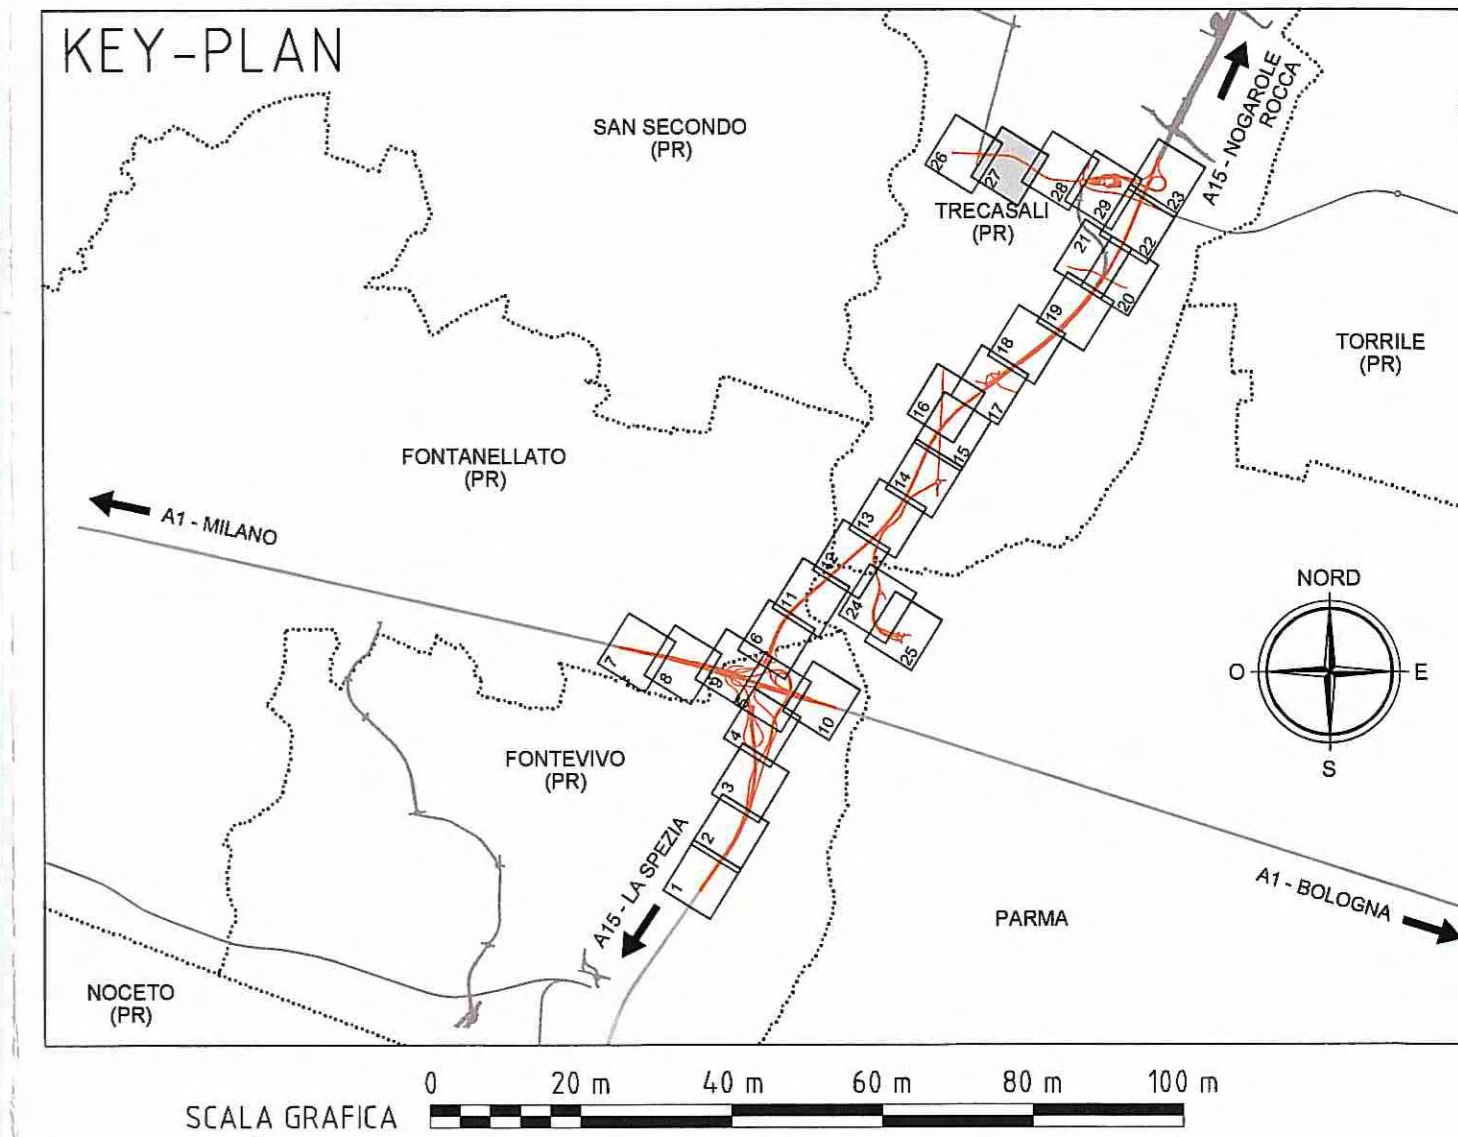 KEY-PLAN
SAN SECONDO
(PR)
A15 - NOGAROLE
ROCCA
26
27
28
29
23
TRECASALI
(PR)
21
22
20
19
TORRILE
(PR)
18
16
17
FONTANELLATO
(PR)
15
14
A1 - MILANO
13
12
NORD
11
24
6
25
O
E
7
8
9
5
10
S
4
FONTEVIVO
(PR)
3
2
A15 - LA SPEZIA
1
A1 - BOLOGNA
PARMA
NOCETO
(PR)
0 20 m 40 m 60 m 80 m 100 m
SCALA GRAFICA